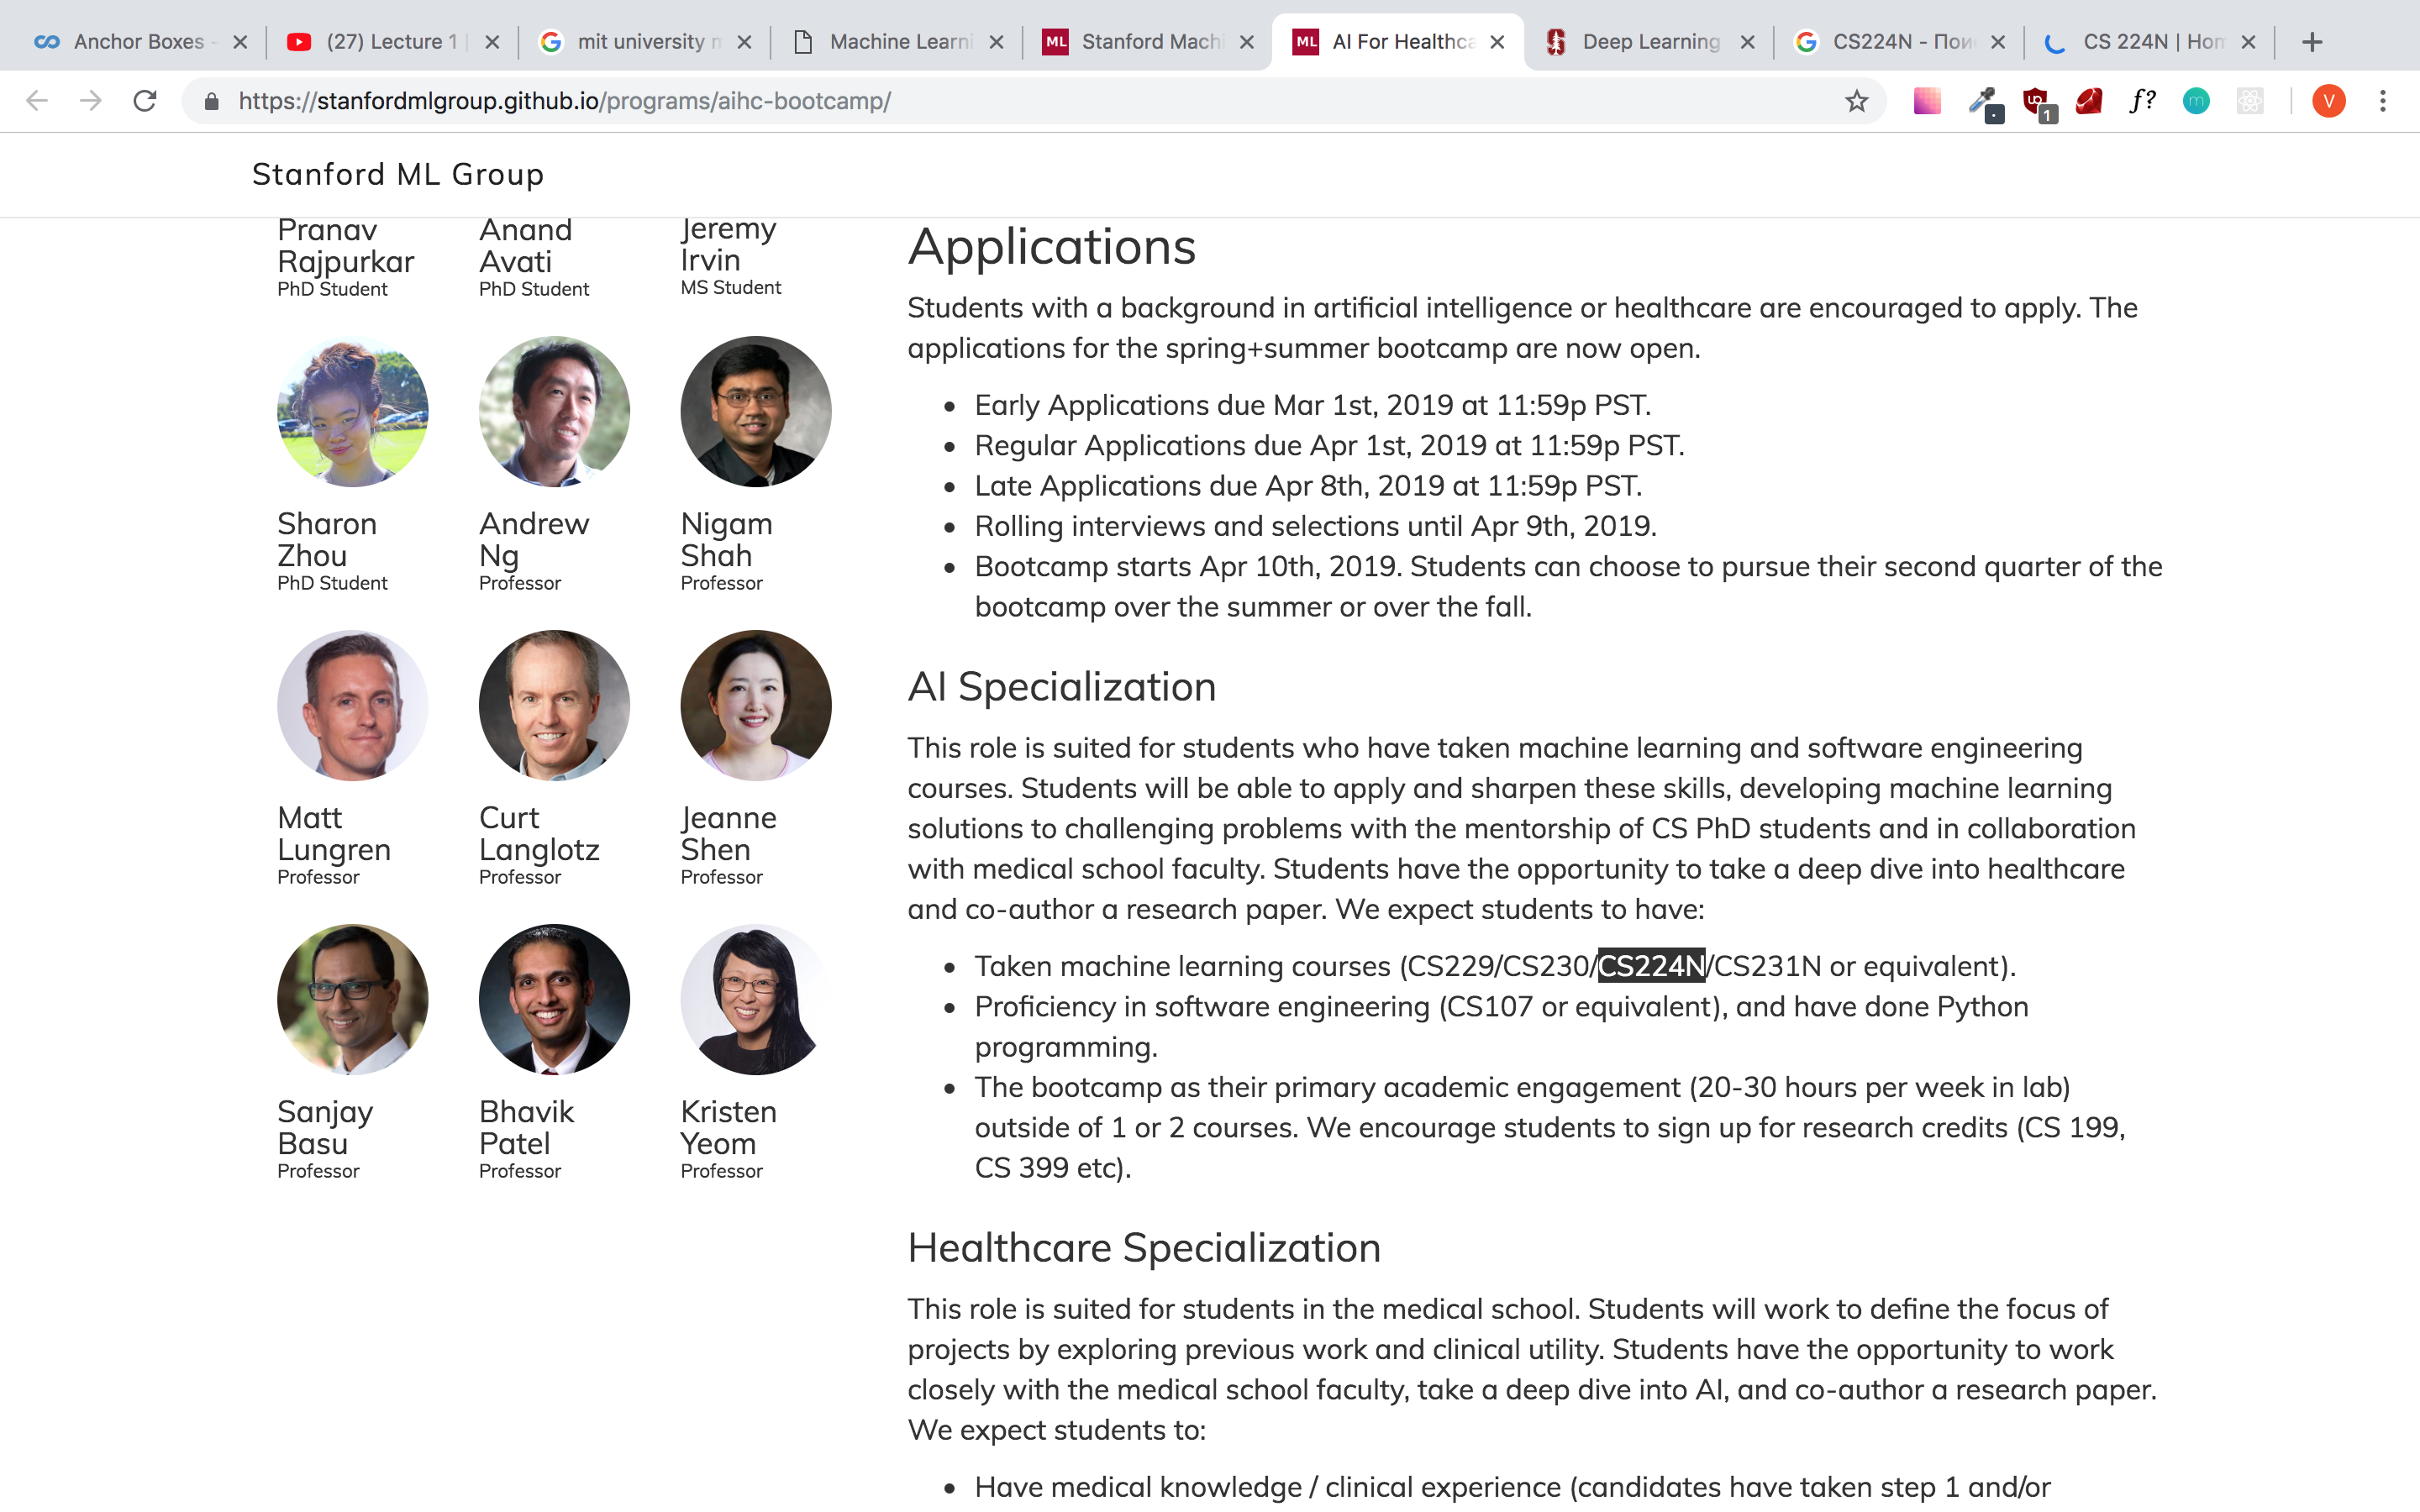 Anchor Boxes -
(27) Lecture 1 |
mit university
Machine Learni
Stanford Machi
AI For Healthca
Deep Learning
CS224N - Пои
CS 224N | Hom
https://stanfordmlgroup.github.io/programs/aihc-bootcamp/
1
f?
m
V
Stanford ML Group
Pranav
Rajpurkar
PhD Student
Anand
Avati
PhD Student
Jeremy
Irvin
MS Student
Sharon
Zhou
PhD Student
Andrew
Ng
Professor
Nigam
Shah
Professor
Matt
Lungren
Professor
Curt
Langlotz
Professor
Jeanne
Shen
Professor
Sanjay
Basu
Professor
Bhavik
Patel
Professor
Kristen
Yeom
Professor
Applications
Students with a background in artificial intelligence or healthcare are encouraged to apply. The
applications for the spring+summer bootcamp are now open.
• Early Applications due Mar 1st, 2019 at 11:59p PST.
• Regular Applications due Apr 1st, 2019 at 11:59p PST.
• Late Applications due Apr 8th, 2019 at 11:59p PST.
• Rolling interviews and selections until Apr 9th, 2019.
• Bootcamp starts Apr 10th, 2019. Students can choose to pursue their second quarter of the
bootcamp over the summer or over the fall.
AI Specialization
This role is suited for students who have taken machine learning and software engineering
courses. Students will be able to apply and sharpen these skills, developing machine learning
solutions to challenging problems with the mentorship of CS PhD students and in collaboration
with medical school faculty. Students have the opportunity to take a deep dive into healthcare
and co-author a research paper. We expect students to have:
• Taken machine learning courses (CS229/CS230/CS224N/CS231N or equivalent).
• Proficiency in software engineering (CS107 or equivalent), and have done Python
programming.
• The bootcamp as their primary academic engagement (20-30 hours per week in lab)
outside of 1 or 2 courses. We encourage students to sign up for research credits (CS 199,
CS 399 etc).
Healthcare Specialization
This role is suited for students in the medical school. Students will work to define the focus of
projects by exploring previous work and clinical utility. Students have the opportunity to work
closely with the medical school faculty, take a deep dive into AI, and co-author a research paper.
We expect students to:
• Have medical knowledge / clinical experience (candidates have taken step 1 and/or